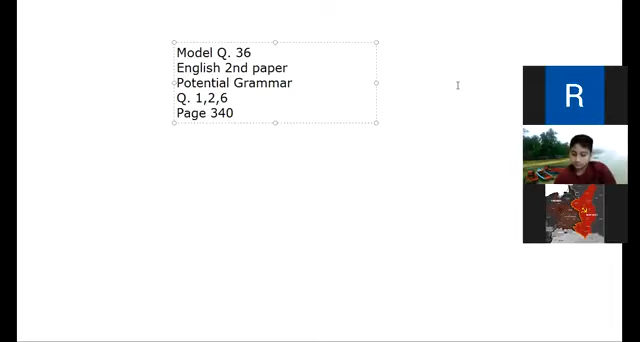 Model Q. 36
English 2nd paper
Potential Grammar
Q. 1,2,6
Page 340
R